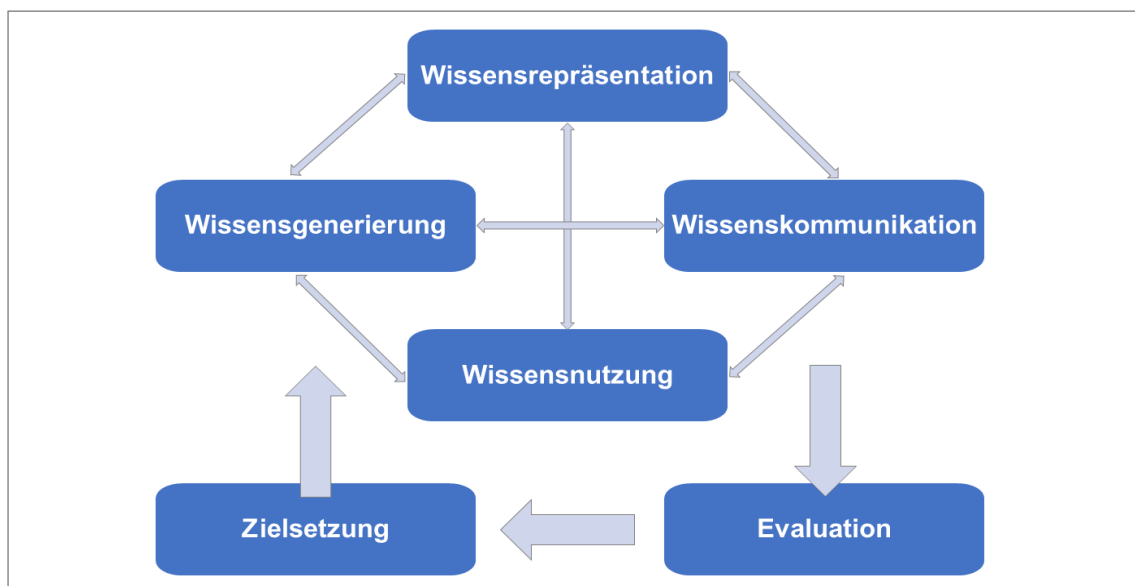 Wissensrepräsentation
Wissensgenerierung
Wissenskommunikation
Wissensnutzung
Zielsetzung
Evaluation